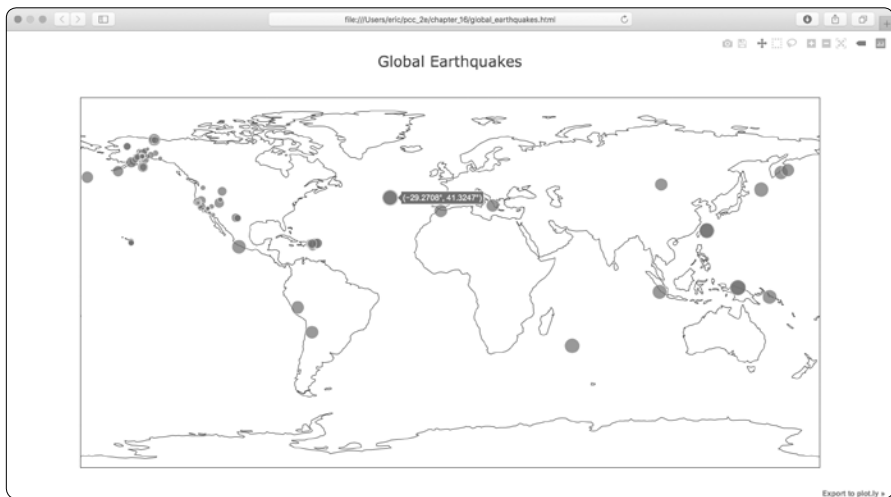 file:///Users/eric/pcc_2e/chapter_16/global_earthquakes.html
Global Earthquakes
(−29.2708°, 41.3247°)
Export to plot.ly »